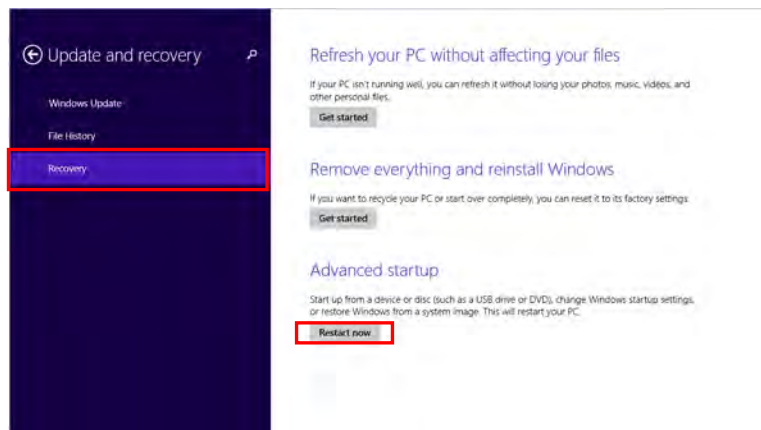 Update and recovery
Windows Update
File History
Recovery
Refresh your PC without affecting your files
If your PC isn't running well, you can refresh it without losing your photos, music, videos, and
other personal files.
Get started
Remove everything and reinstall Windows
If you want to recycle your PC or start over completely, you can reset it to its factory settings.
Get started
Advanced startup
Start up from a device or disc (such as a USB drive or DVD), change Windows startup settings,
or restore Windows from a system image. This will restart your PC.
Restart now